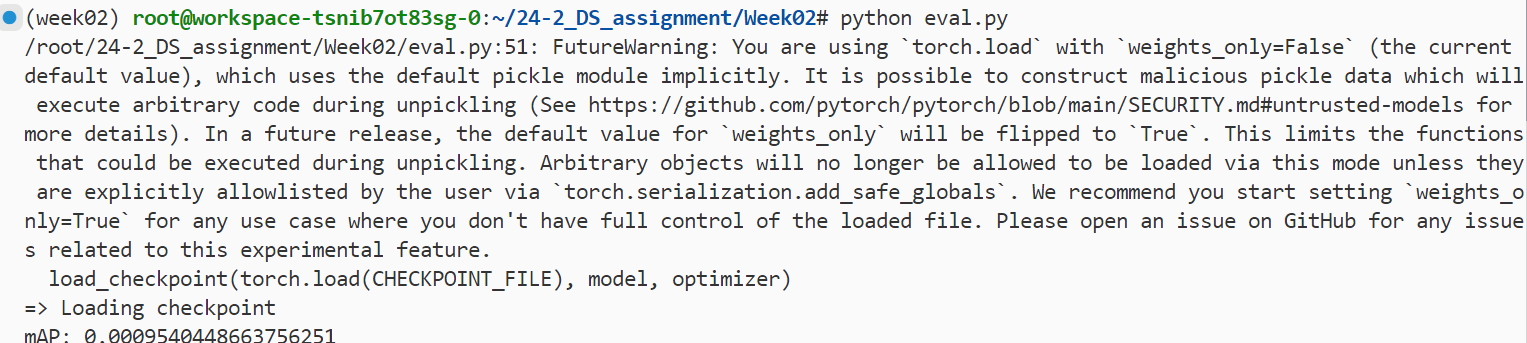 (week02) root@workspace-tsnib7ot83sg-0:~/24-2_DS_assignment/Week02# python eval.py
/root/24-2_DS_assignment/Week02/eval.py:51: FutureWarning: You are using `torch.load` with `weights_only=False` (the current
default value), which uses the default pickle module implicitly. It is possible to construct malicious pickle data which will
execute arbitrary code during unpickling (See https://github.com/pytorch/pytorch/blob/main/SECURITY.md#untrusted-models for
more details). In a future release, the default value for `weights_only` will be flipped to `True`. This limits the functions
that could be executed during unpickling. Arbitrary objects will no longer be allowed to be loaded via this mode unless they
are explicitly allowlisted by the user via `torch.serialization.add_safe_globals`. We recommend you start setting `weights_o
nly=True` for any use case where you don't have full control of the loaded file. Please open an issue on GitHub for any issue
s related to this experimental feature.
load_checkpoint(torch.load(CHECKPOINT_FILE), model, optimizer)
=> Loading checkpoint
mAP: 0.0009540448663756251